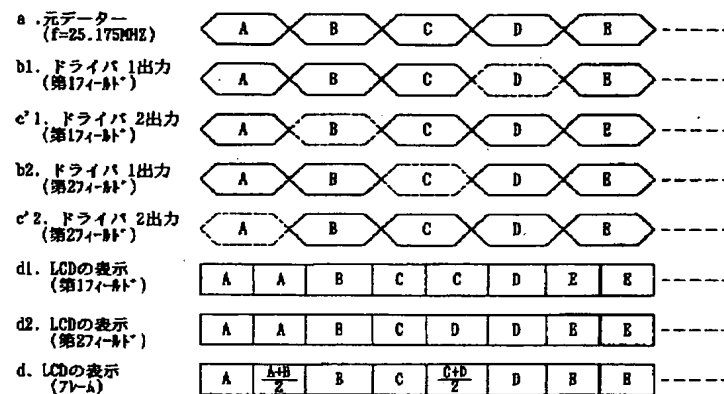 a .元データー
(f=25.175MHZ)
A B C D E
b1. ドライバ 1出力
(第1フィールド)
A B C D E
c'1. ドライバ 2出力
(第1フィールド)
A B C D E
b2. ドライバ 1出力
(第2フィールド)
A B C D E
c'2. ドライバ 2出力
(第2フィールド)
A B C D E
d1. LCDの表示
(第1フィールド)
A A B C C D E E
d2. LCDの表示
(第2フィールド)
A A B C D D E E
d. LCDの表示
(フレーム)
A A+B/2 B C C+D/2 D E E